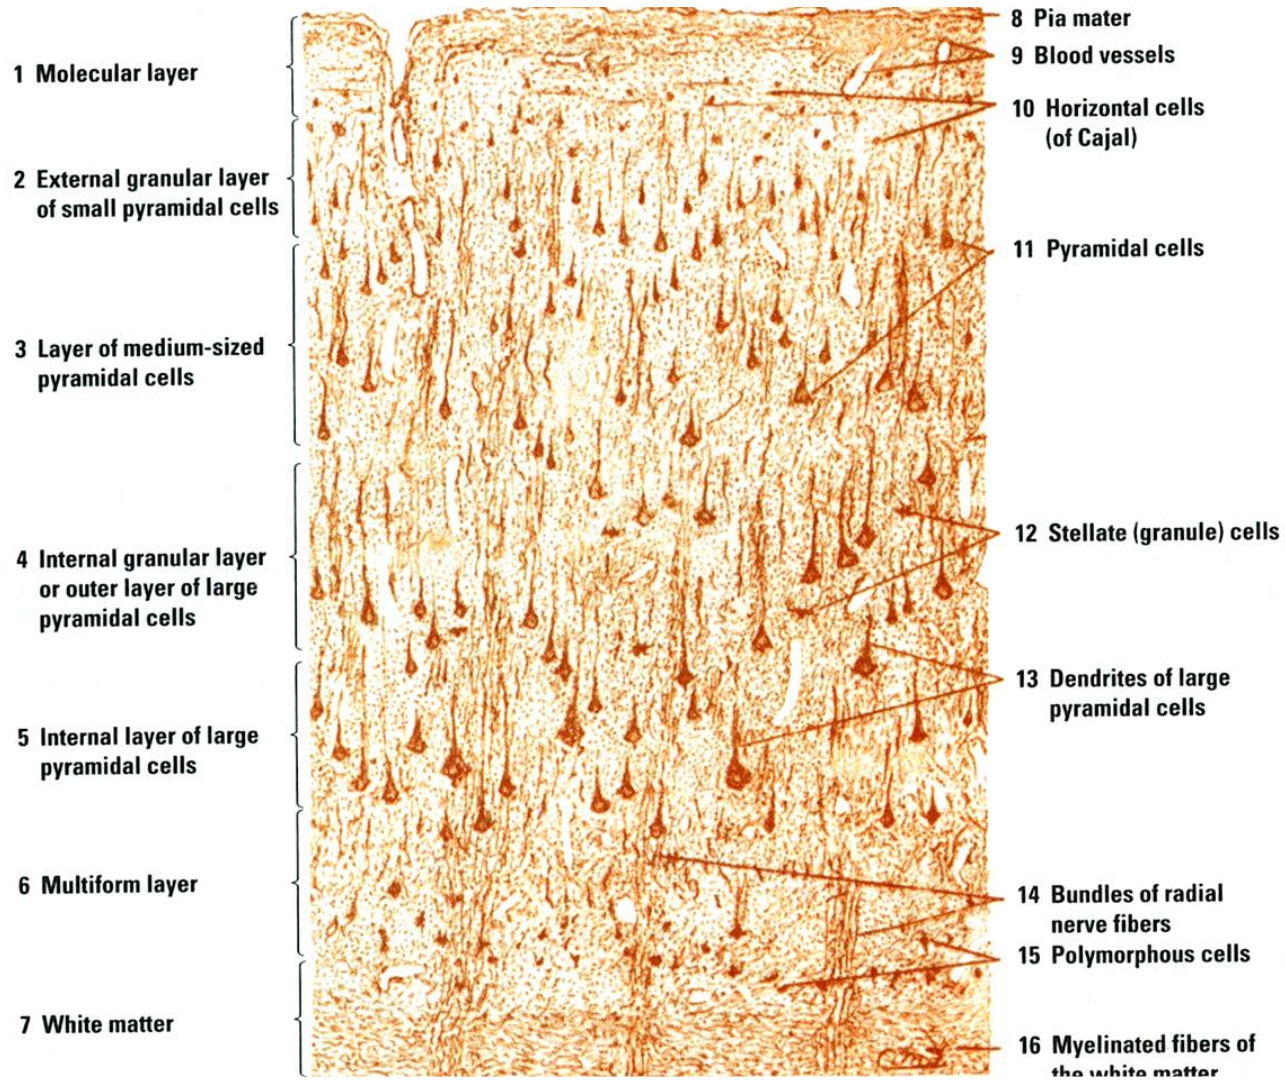 1 Molecular layer
2 External granular layer
of small pyramidal cells
3 Layer of medium-sized
pyramidal cells
4 Internal granular layer
or outer layer of large
pyramidal cells
5 Internal layer of large
pyramidal cells
6 Multiform layer
7 White matter
8 Pia mater
9 Blood vessels
10 Horizontal cells
(of Cajal)
11 Pyramidal cells
12 Stellate (granule) cells
13 Dendrites of large
pyramidal cells
14 Bundles of radial
nerve fibers
15 Polymorphous cells
16 Myelinated fibers of
the white matter